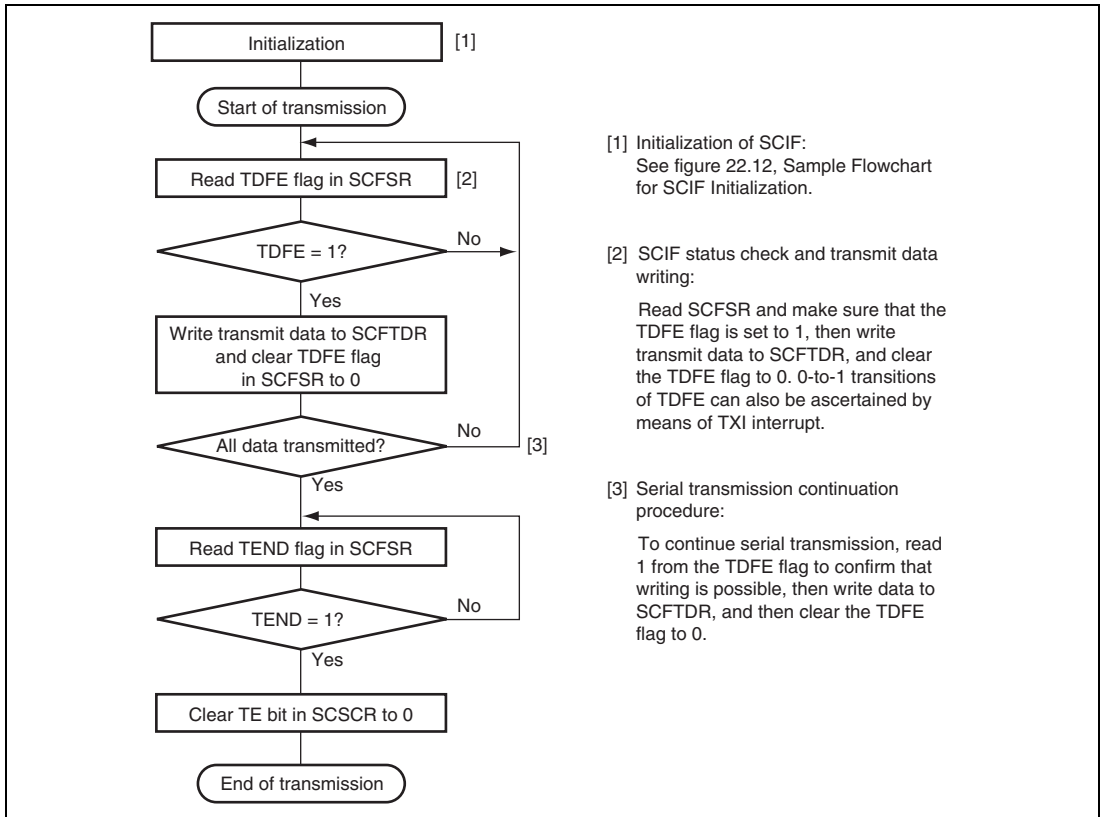 Initialization
[1]
Start of transmission
Read TDFE flag in SCFSR
[2]
TDFE = 1?
No
Yes
Write transmit data to SCFTDR
and clear TDFE flag
in SCFSR to 0
All data transmitted?
No
[3]
Yes
Read TEND flag in SCFSR
TEND = 1?
No
Yes
Clear TE bit in SCSCR to 0
End of transmission
[1] Initialization of SCIF:
See figure 22.12, Sample Flowchart
for SCIF Initialization.
[2] SCIF status check and transmit data
writing:
Read SCFSR and make sure that the
TDFE flag is set to 1, then write
transmit data to SCFTDR, and clear
the TDFE flag to 0. 0-to-1 transitions
of TDFE can also be ascertained by
means of TXI interrupt.
[3] Serial transmission continuation
procedure:
To continue serial transmission, read
1 from the TDFE flag to confirm that
writing is possible, then write data to
SCFTDR, and then clear the TDFE
flag to 0.